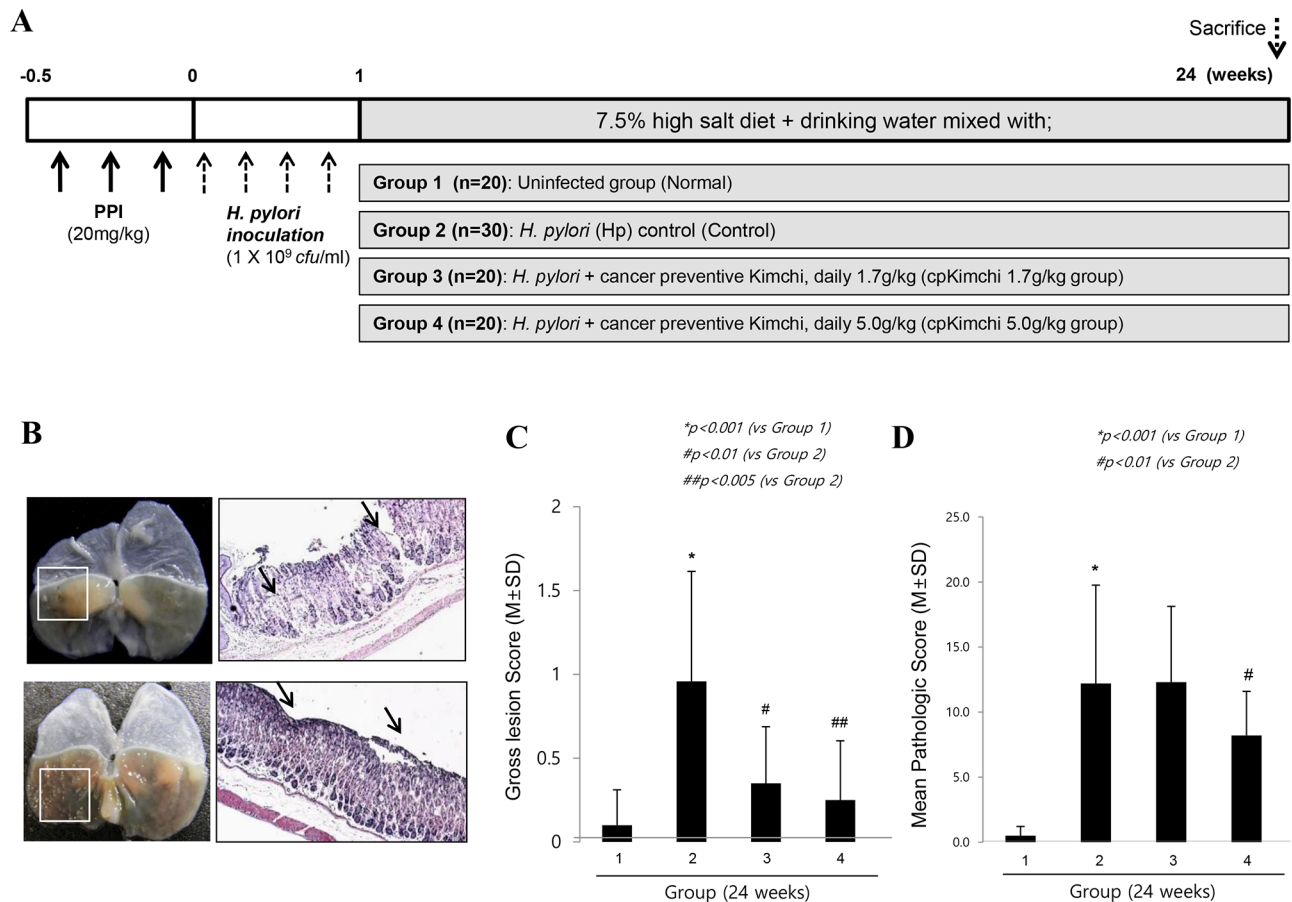 A
Sacrifice
-0.5 0 1 24 (weeks)
7.5% high salt diet + drinking water mixed with;
PPI
(20mg/kg)
H. pylori
inoculation
(1 X 10⁹ cfu/ml)
Group 1 (n=20): Uninfected group (Normal)
Group 2 (n=30): H. pylori (Hp) control (Control)
Group 3 (n=20): H. pylori + cancer preventive Kimchi, daily 1.7g/kg (cpKimchi 1.7g/kg group)
Group 4 (n=20): H. pylori + cancer preventive Kimchi, daily 5.0g/kg (cpKimchi 5.0g/kg group)
B
C
*p<0.001 (vs Group 1)
#p<0.01 (vs Group 2)
##p<0.005 (vs Group 2)
Gross lesion Score (M±SD)
2
1.5
1
0.5
0
*
#
##
1 2 3 4
Group (24 weeks)
D
*p<0.001 (vs Group 1)
#p<0.01 (vs Group 2)
Mean Pathologic Score (M±SD)
25.0
20.0
15.0
10.0
5.0
0.0
*
#
1 2 3 4
Group (24 weeks)